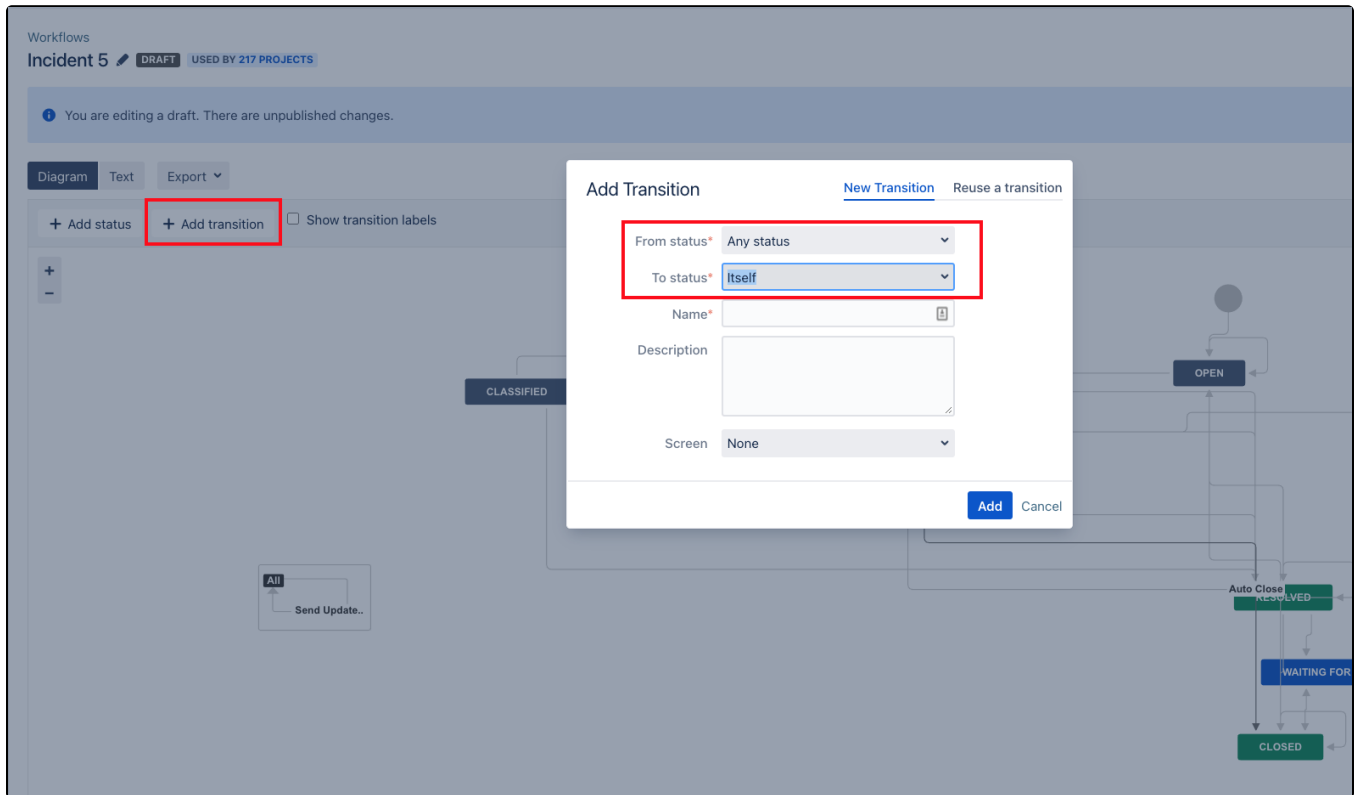 Workflows
Incident 5 DRAFT USED BY 217 PROJECTS
You are editing a draft. There are unpublished changes.
Diagram Text Export
+ Add status + Add transition Show transition labels
+
−
Add Transition New Transition Reuse a transition
From status* Any status
To status* Itself
Name*
Description
Screen None
Add Cancel
CLASSIFIED
OPEN
All
Send Update..
Auto Close
RESOLVED
WAITING FOR
CLOSED